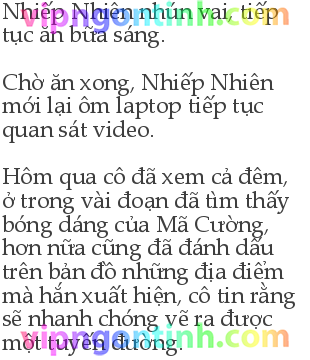 Nhiếp Nhiên nhún vai, tiếp
tục ăn bữa sáng.
Chờ ăn xong, Nhiếp Nhiên
mới lại ôm laptop tiếp tục
quan sát video.
Hôm qua cô đã xem cả đêm,
ở trong vài đoạn đã tìm thấy
bóng dáng của Mã Cường,
hơn nữa cũng đã đánh dấu
trên bản đồ những địa điểm
mà hắn xuất hiện, cô tin rằng
sẽ nhanh chóng vẽ ra được
một tuyến đường.
vipngontinh.com
vipngontinh.com